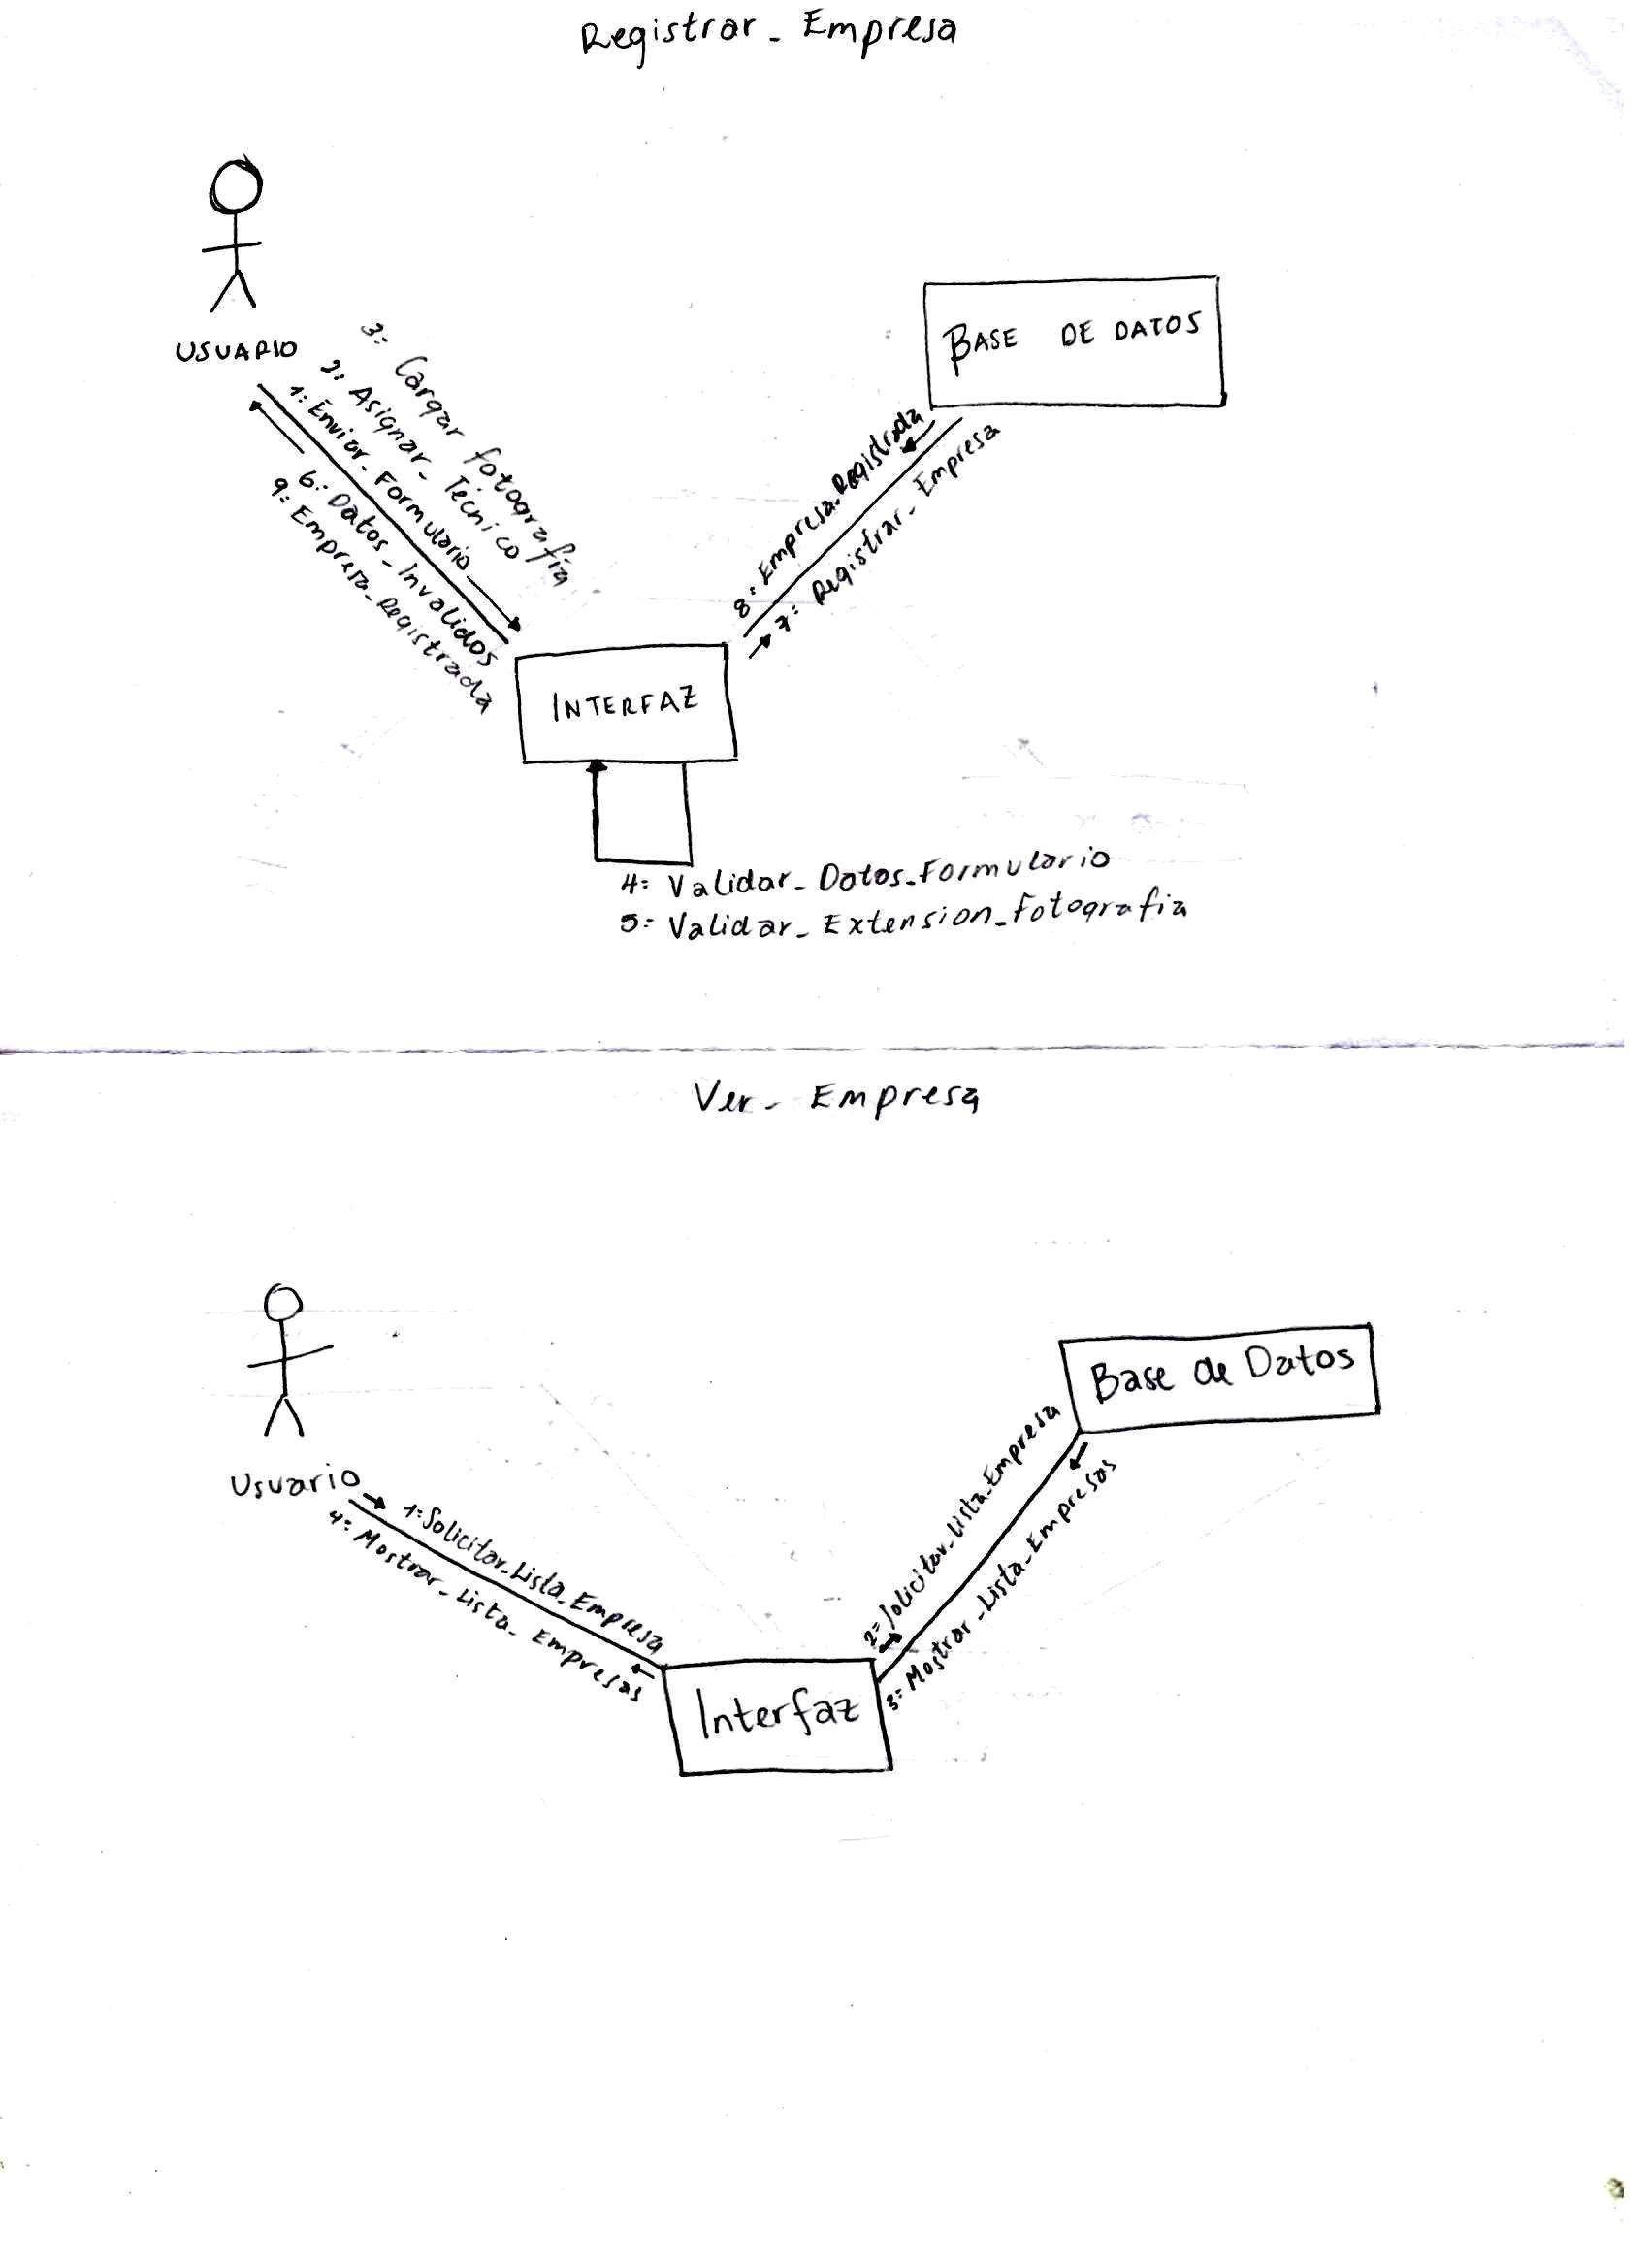 Registrar_Empresa
USUARIO
3: Cargar fotografia
2: Asignar_Técnico
1: Enviar_Formulario
6: Datos_Invalidos
9: Empresa_Registrada
BASE DE DATOS
8: Empresa_Registrada
7: Registrar_Empresa
INTERFAZ
4: Validar_Datos_Formulario
5: Validar_Extension_Fotografia
Ver_Empresa
Usuario
1: Solicitar_Lista_Empresa
4: Mostrar_Lista_Empresas
Base de Datos
2: Solicitar_Lista_Empresa
3: Mostrar_Lista_Empresas
Interfaz